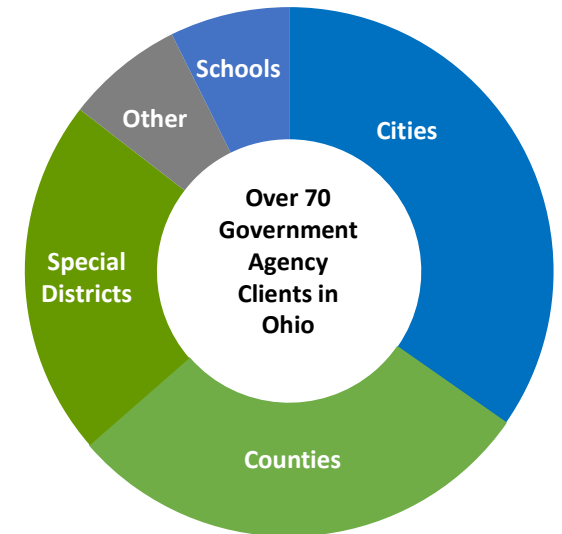 Schools
Other
Cities
Over 70
Government
Agency
Clients in
Ohio
Special
Districts
Counties